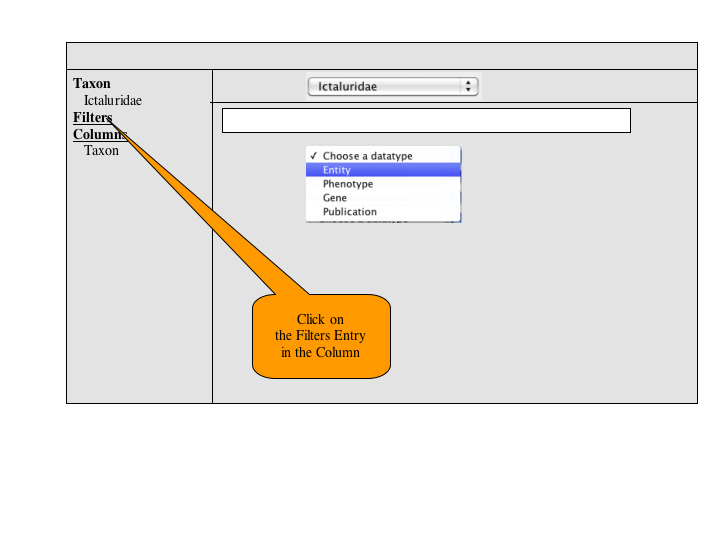 Taxon
Ictaluridae
Filters
Columns
Taxon
Ictaluridae
✓ Choose a datatype
Entity
Phenotype
Gene
Publication
Click on
the Filters Entry
in the Column